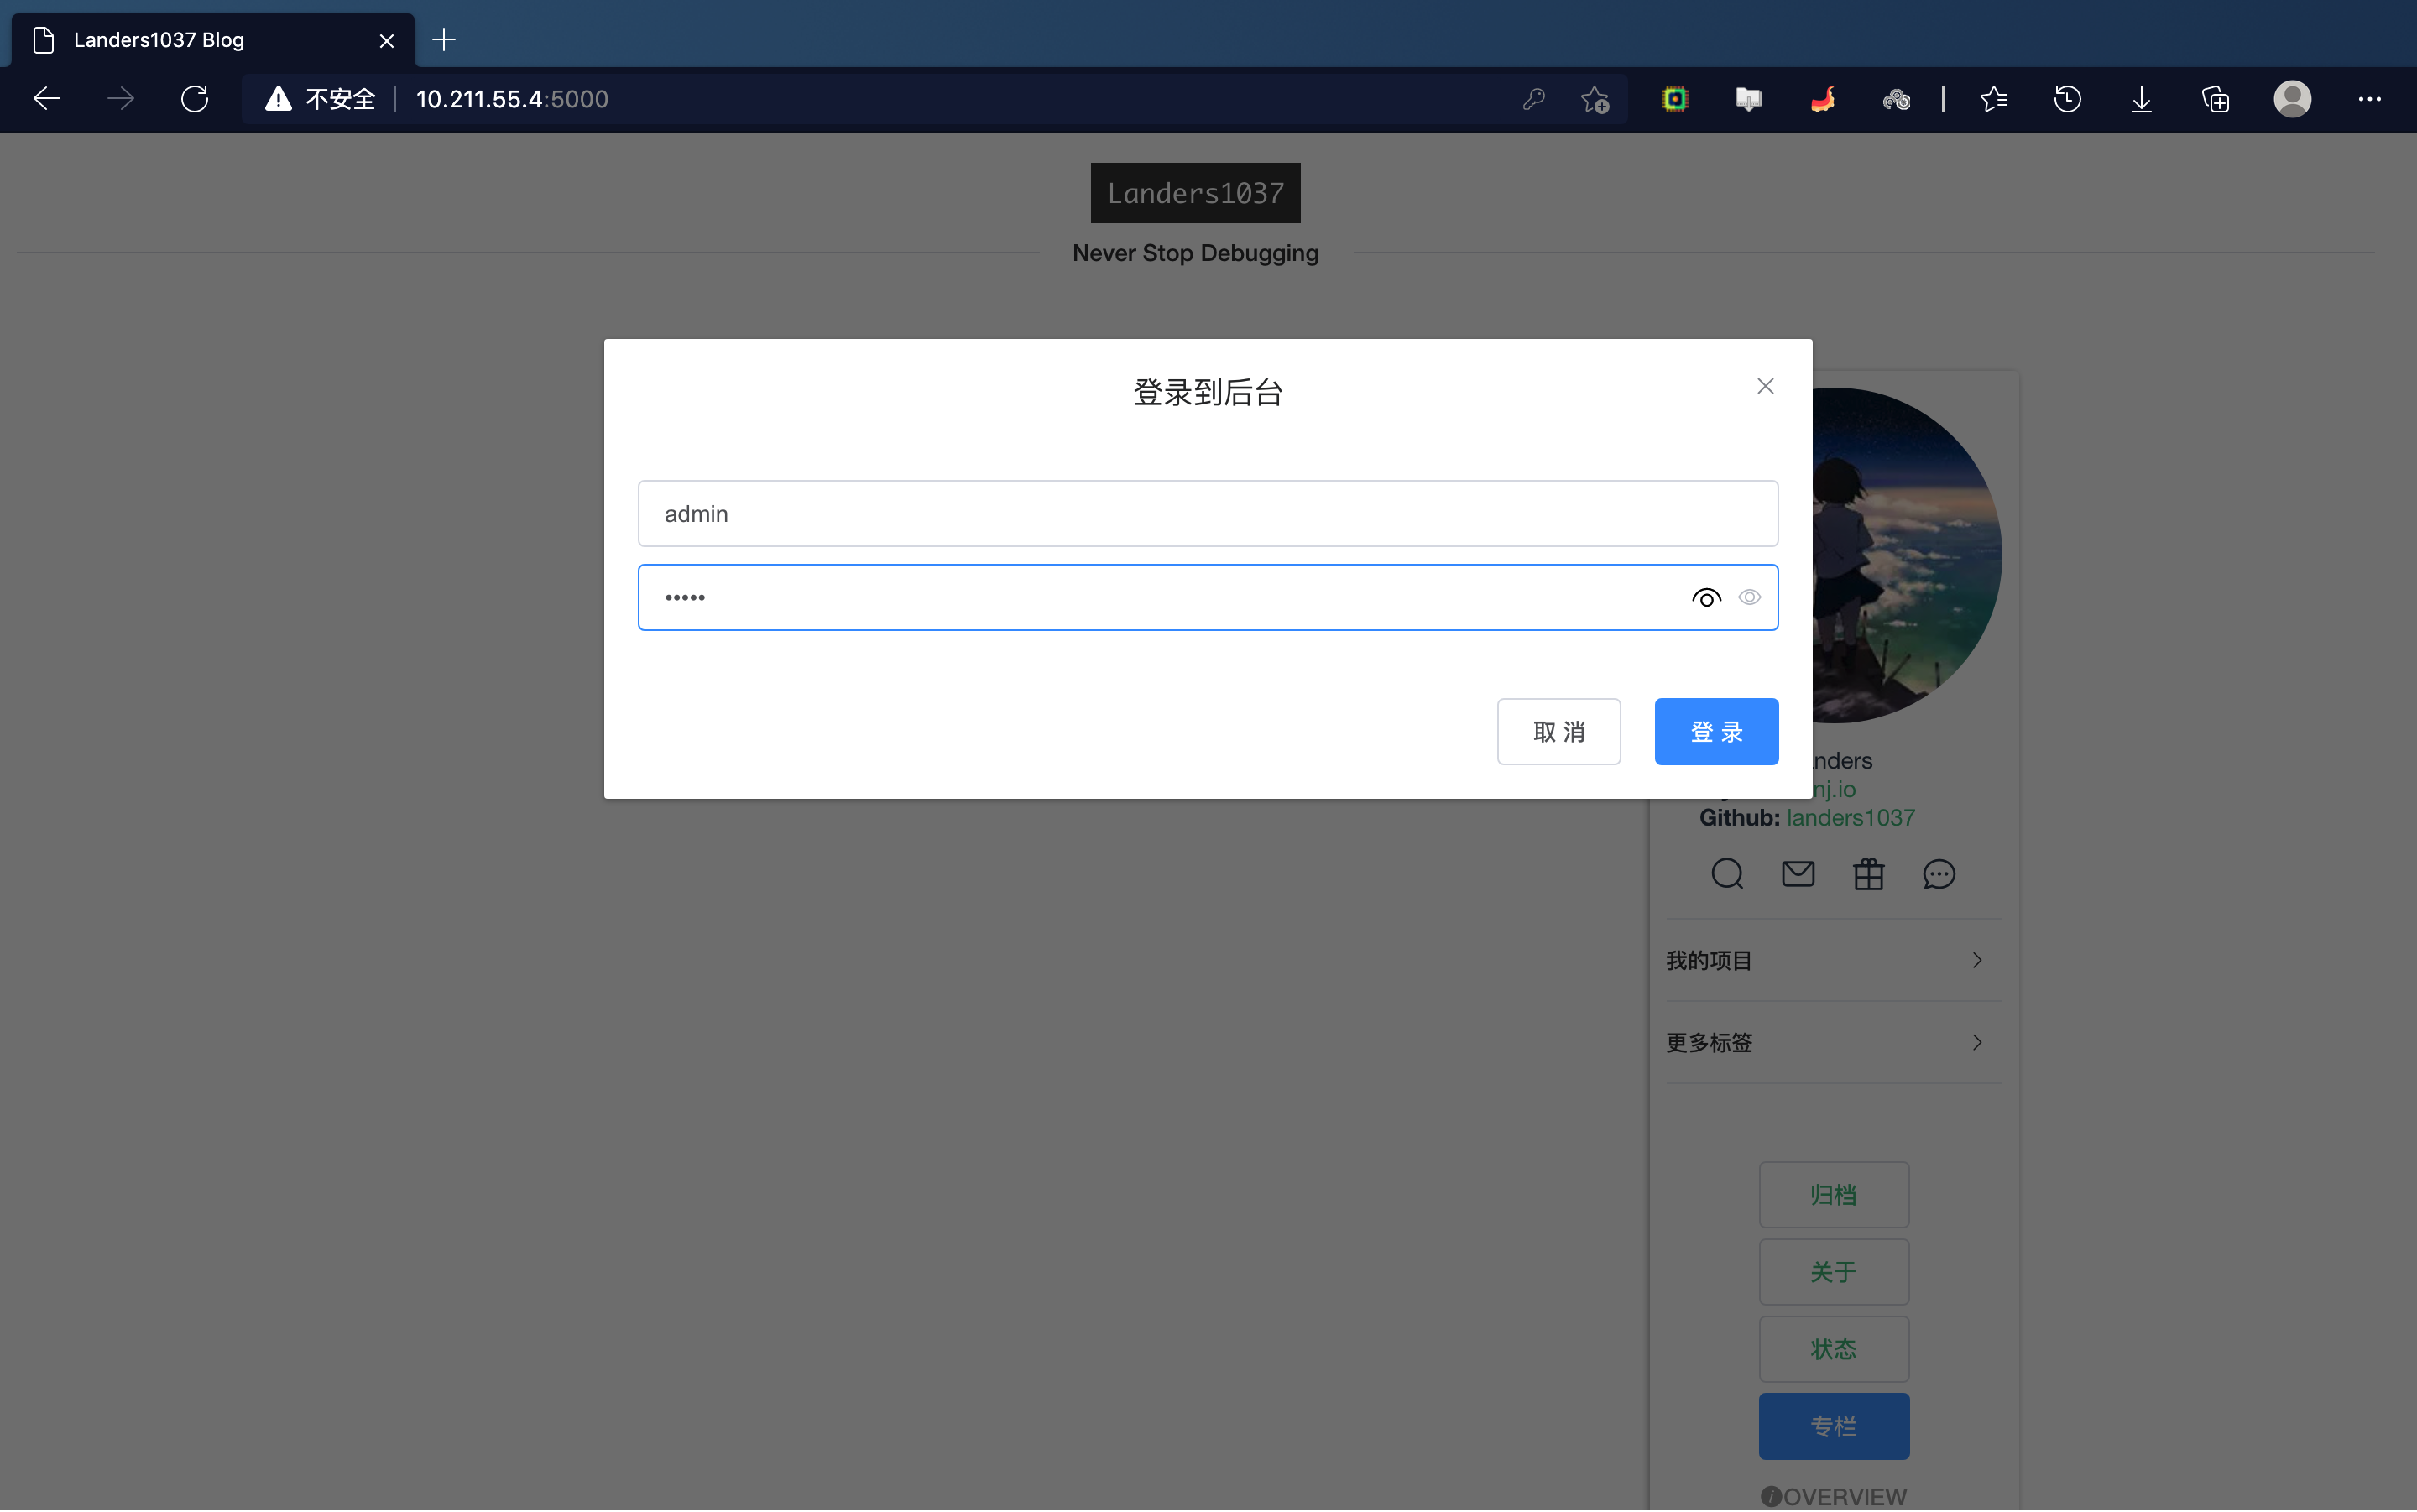 Landers1037 Blog
不安全
10.211.55.4:5000
Landers1037
Never Stop Debugging
登录到后台
admin
•••••
取 消
登 录
nders
nj.io
Github: landers1037
我的项目
更多标签
归档
关于
状态
专栏
OVERVIEW